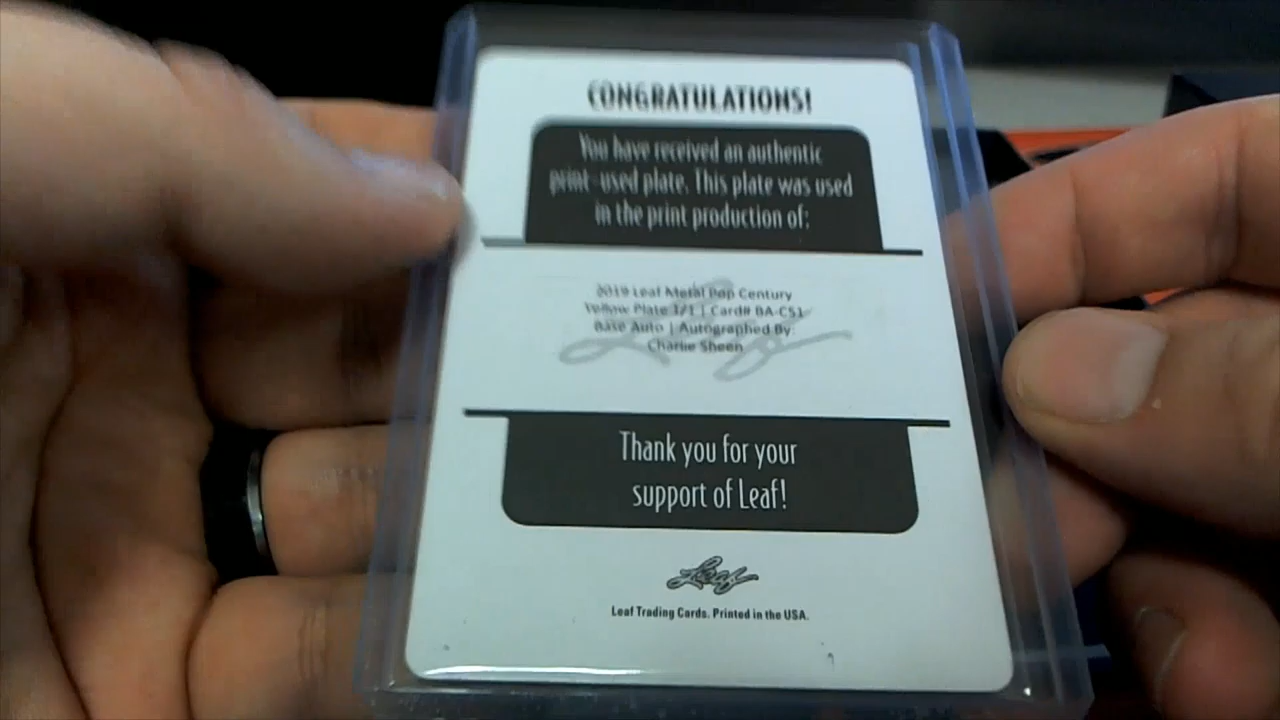 CONGRATULATIONS!
You have received an authentic
print-used plate. This plate was used
in the print production of:
2019 Leaf Metal Pop Century
Yellow Plate 1/1 | Card# BA-CS1
Base Auto | Autographed By:
Charlie Sheen
Thank you for your
support of Leaf!
Leaf
Leaf Trading Cards. Printed in the USA.